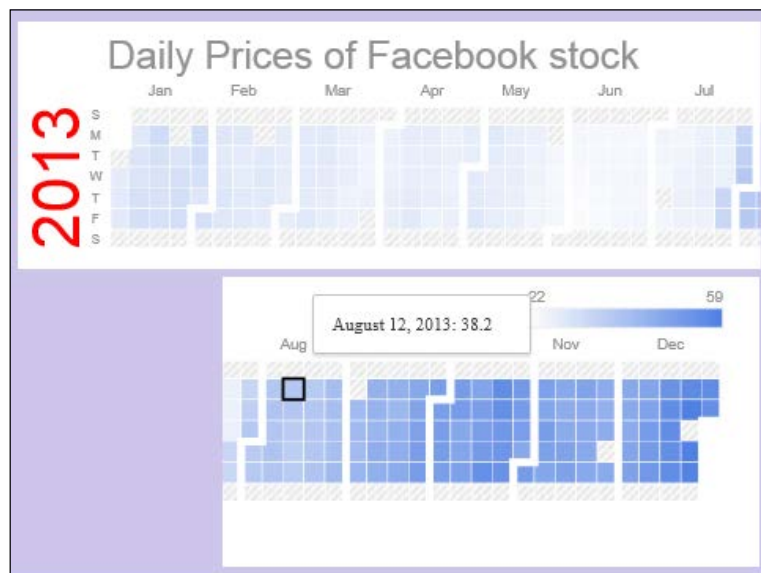 Daily Prices of Facebook stock
Jan Feb Mar Apr May Jun Jul
2013
S
M
T
W
T
F
S
22 59
August 12, 2013: 38.2
Aug Nov Dec